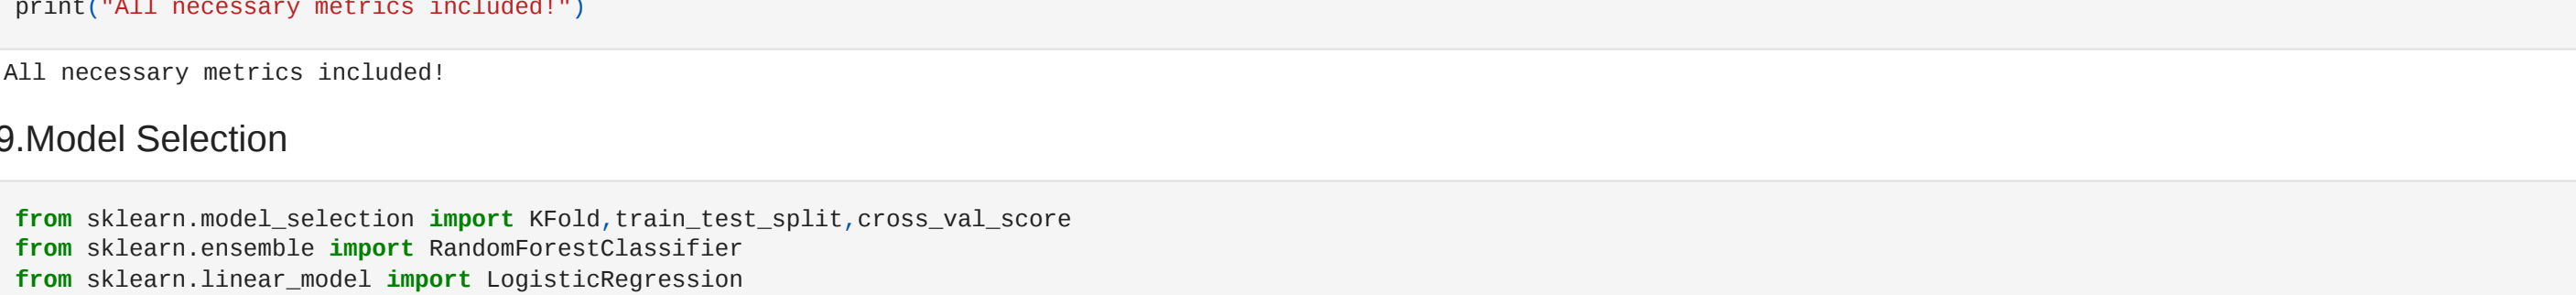 print("All necessary metrics included!")
All necessary metrics included!
9.Model Selection
from sklearn.model_selection import KFold,train_test_split,cross_val_score
from sklearn.ensemble import RandomForestClassifier
from sklearn.linear_model import LogisticRegression